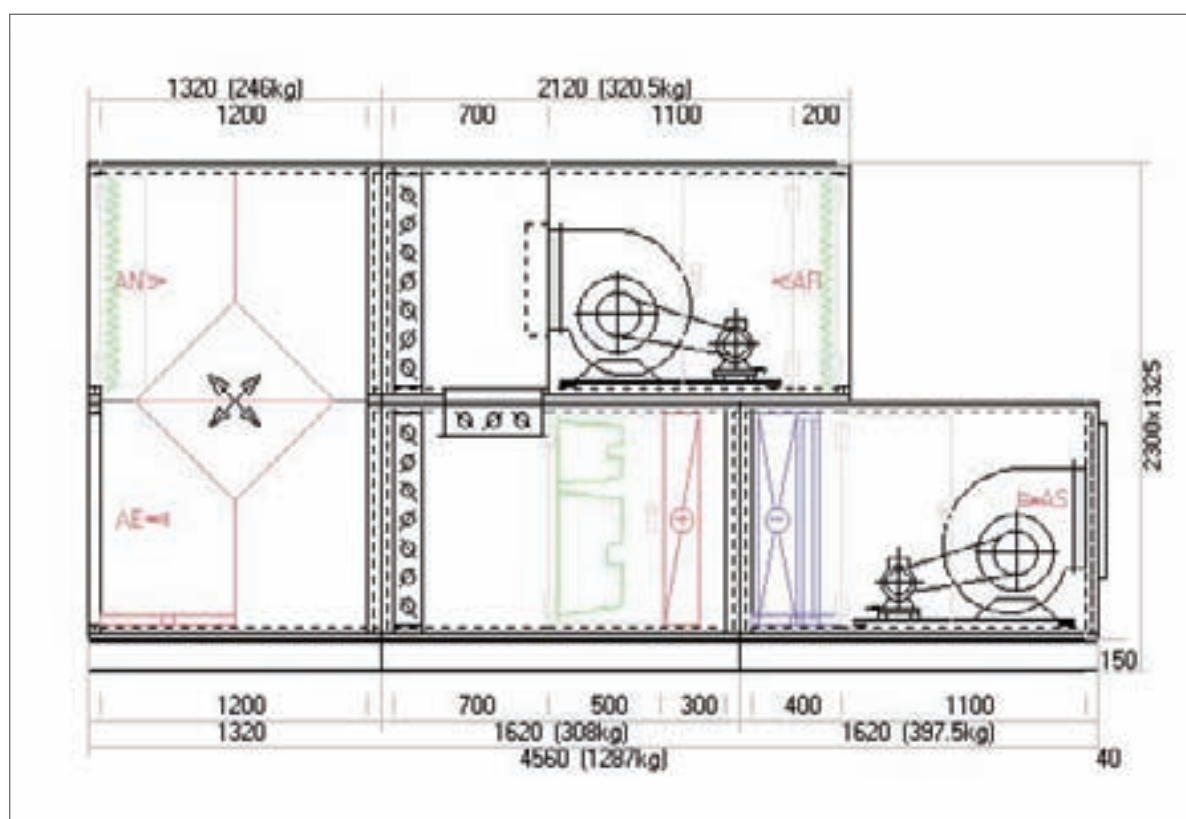 1320 (246kg) 2120 (320.5kg)
1200 700 1100 200
AN AR
2300x1325
AE AS
150
1200 700 500 300 400 1100
1320 1620 (308kg) 1620 (397.5kg)
4560 (1287kg) 40